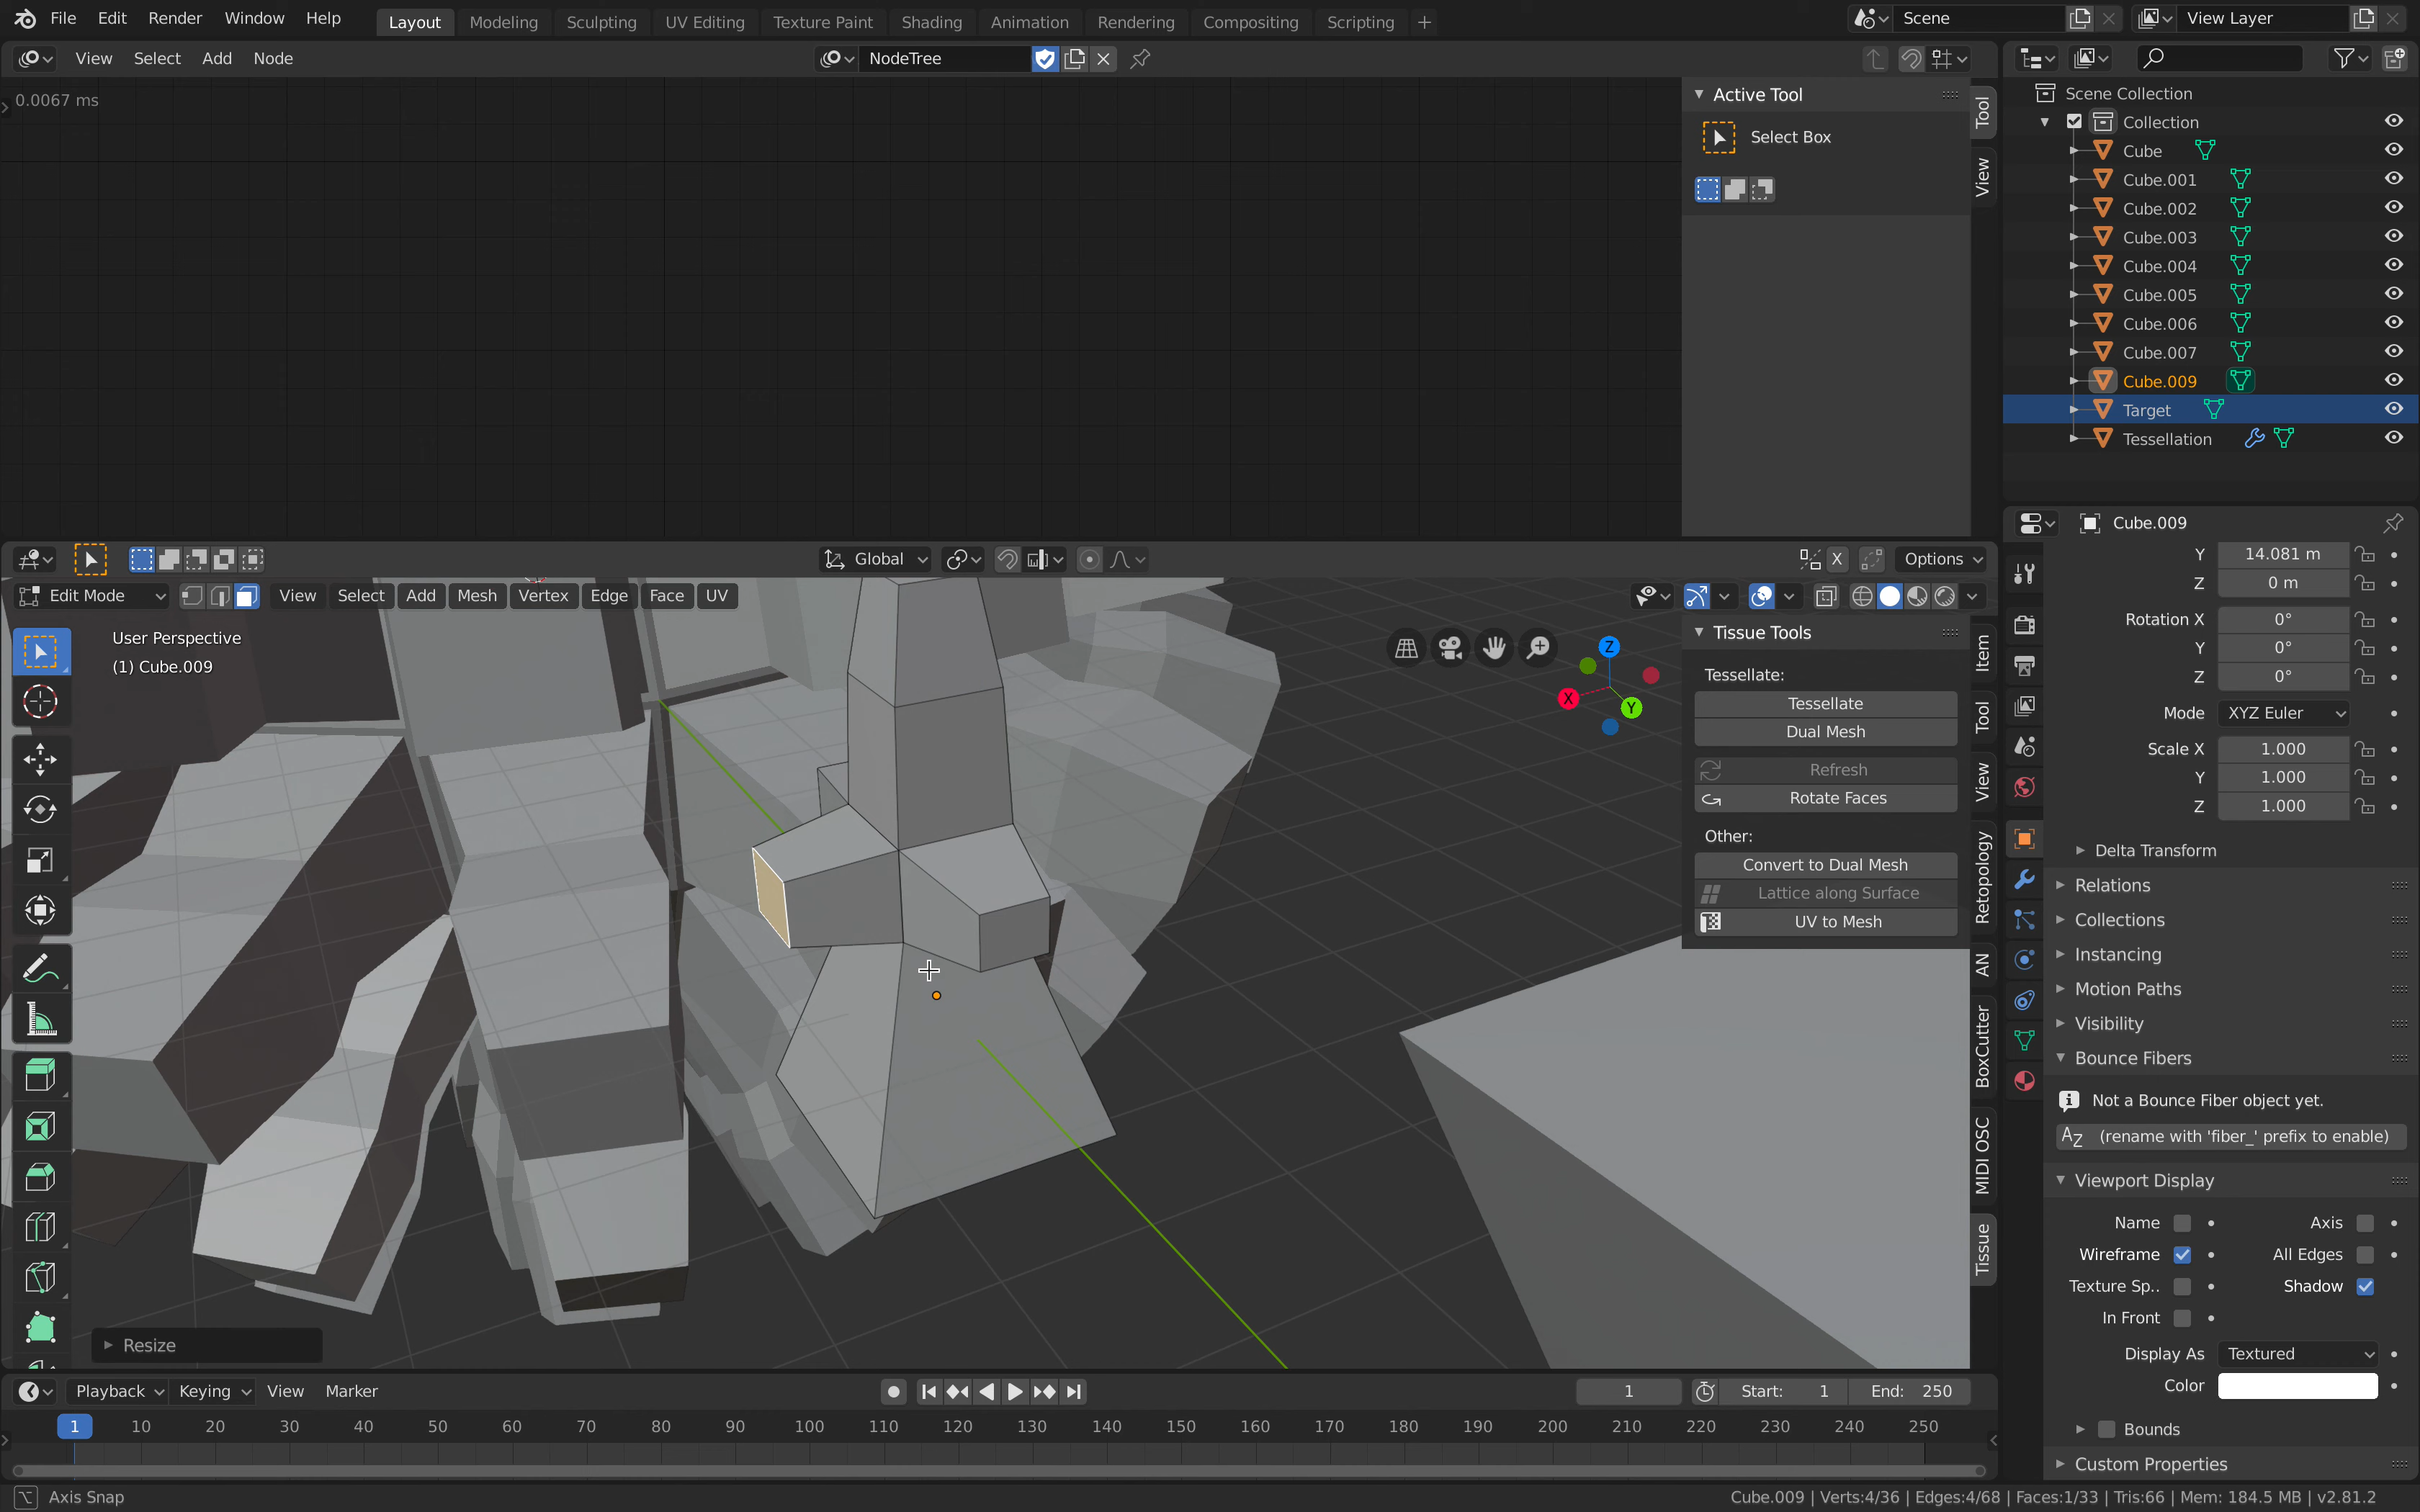 File Edit Render Window Help Layout Modeling Sculpting UV Editing Texture Paint Shading Animation Rendering Compositing Scripting + Scene View Layer
View Select Add Node NodeTree
0.0067 ms
Active Tool
Select Box
Tool
View
Scene Collection
Collection
Cube
Cube.001
Cube.002
Cube.003
Cube.004
Cube.005
Cube.006
Cube.007
Cube.009
Target
Tessellation
Global X Options
Edit Mode View Select Add Mesh Vertex Edge Face UV
User Perspective
(1) Cube.009
Z
X
Y
Tissue Tools
Tessellate:
Tessellate
Dual Mesh
Refresh
Rotate Faces
Other:
Convert to Dual Mesh
Lattice along Surface
UV to Mesh
Item
Tool
View
Retopology
AN
BoxCutter
MIDI OSC
Tissue
Resize
Cube.009
Y 14.081 m
Z 0 m
Rotation X 0°
Y 0°
Z 0°
Mode XYZ Euler
Scale X 1.000
Y 1.000
Z 1.000
Delta Transform
Relations
Collections
Instancing
Motion Paths
Visibility
Bounce Fibers
Not a Bounce Fiber object yet.
AZ (rename with 'fiber_' prefix to enable)
Viewport Display
Name Axis
Wireframe All Edges
Texture Sp.. Shadow
In Front
Display As Textured
Color
Bounds
Custom Properties
Playback Keying View Marker 1 Start: 1 End: 250
1 10 20 30 40 50 60 70 80 90 100 110 120 130 140 150 160 170 180 190 200 210 220 230 240 250
Axis Snap
Cube.009 | Verts:4/36 | Edges:4/68 | Faces:1/33 | Tris:66 | Mem: 184.5 MB | v2.81.2